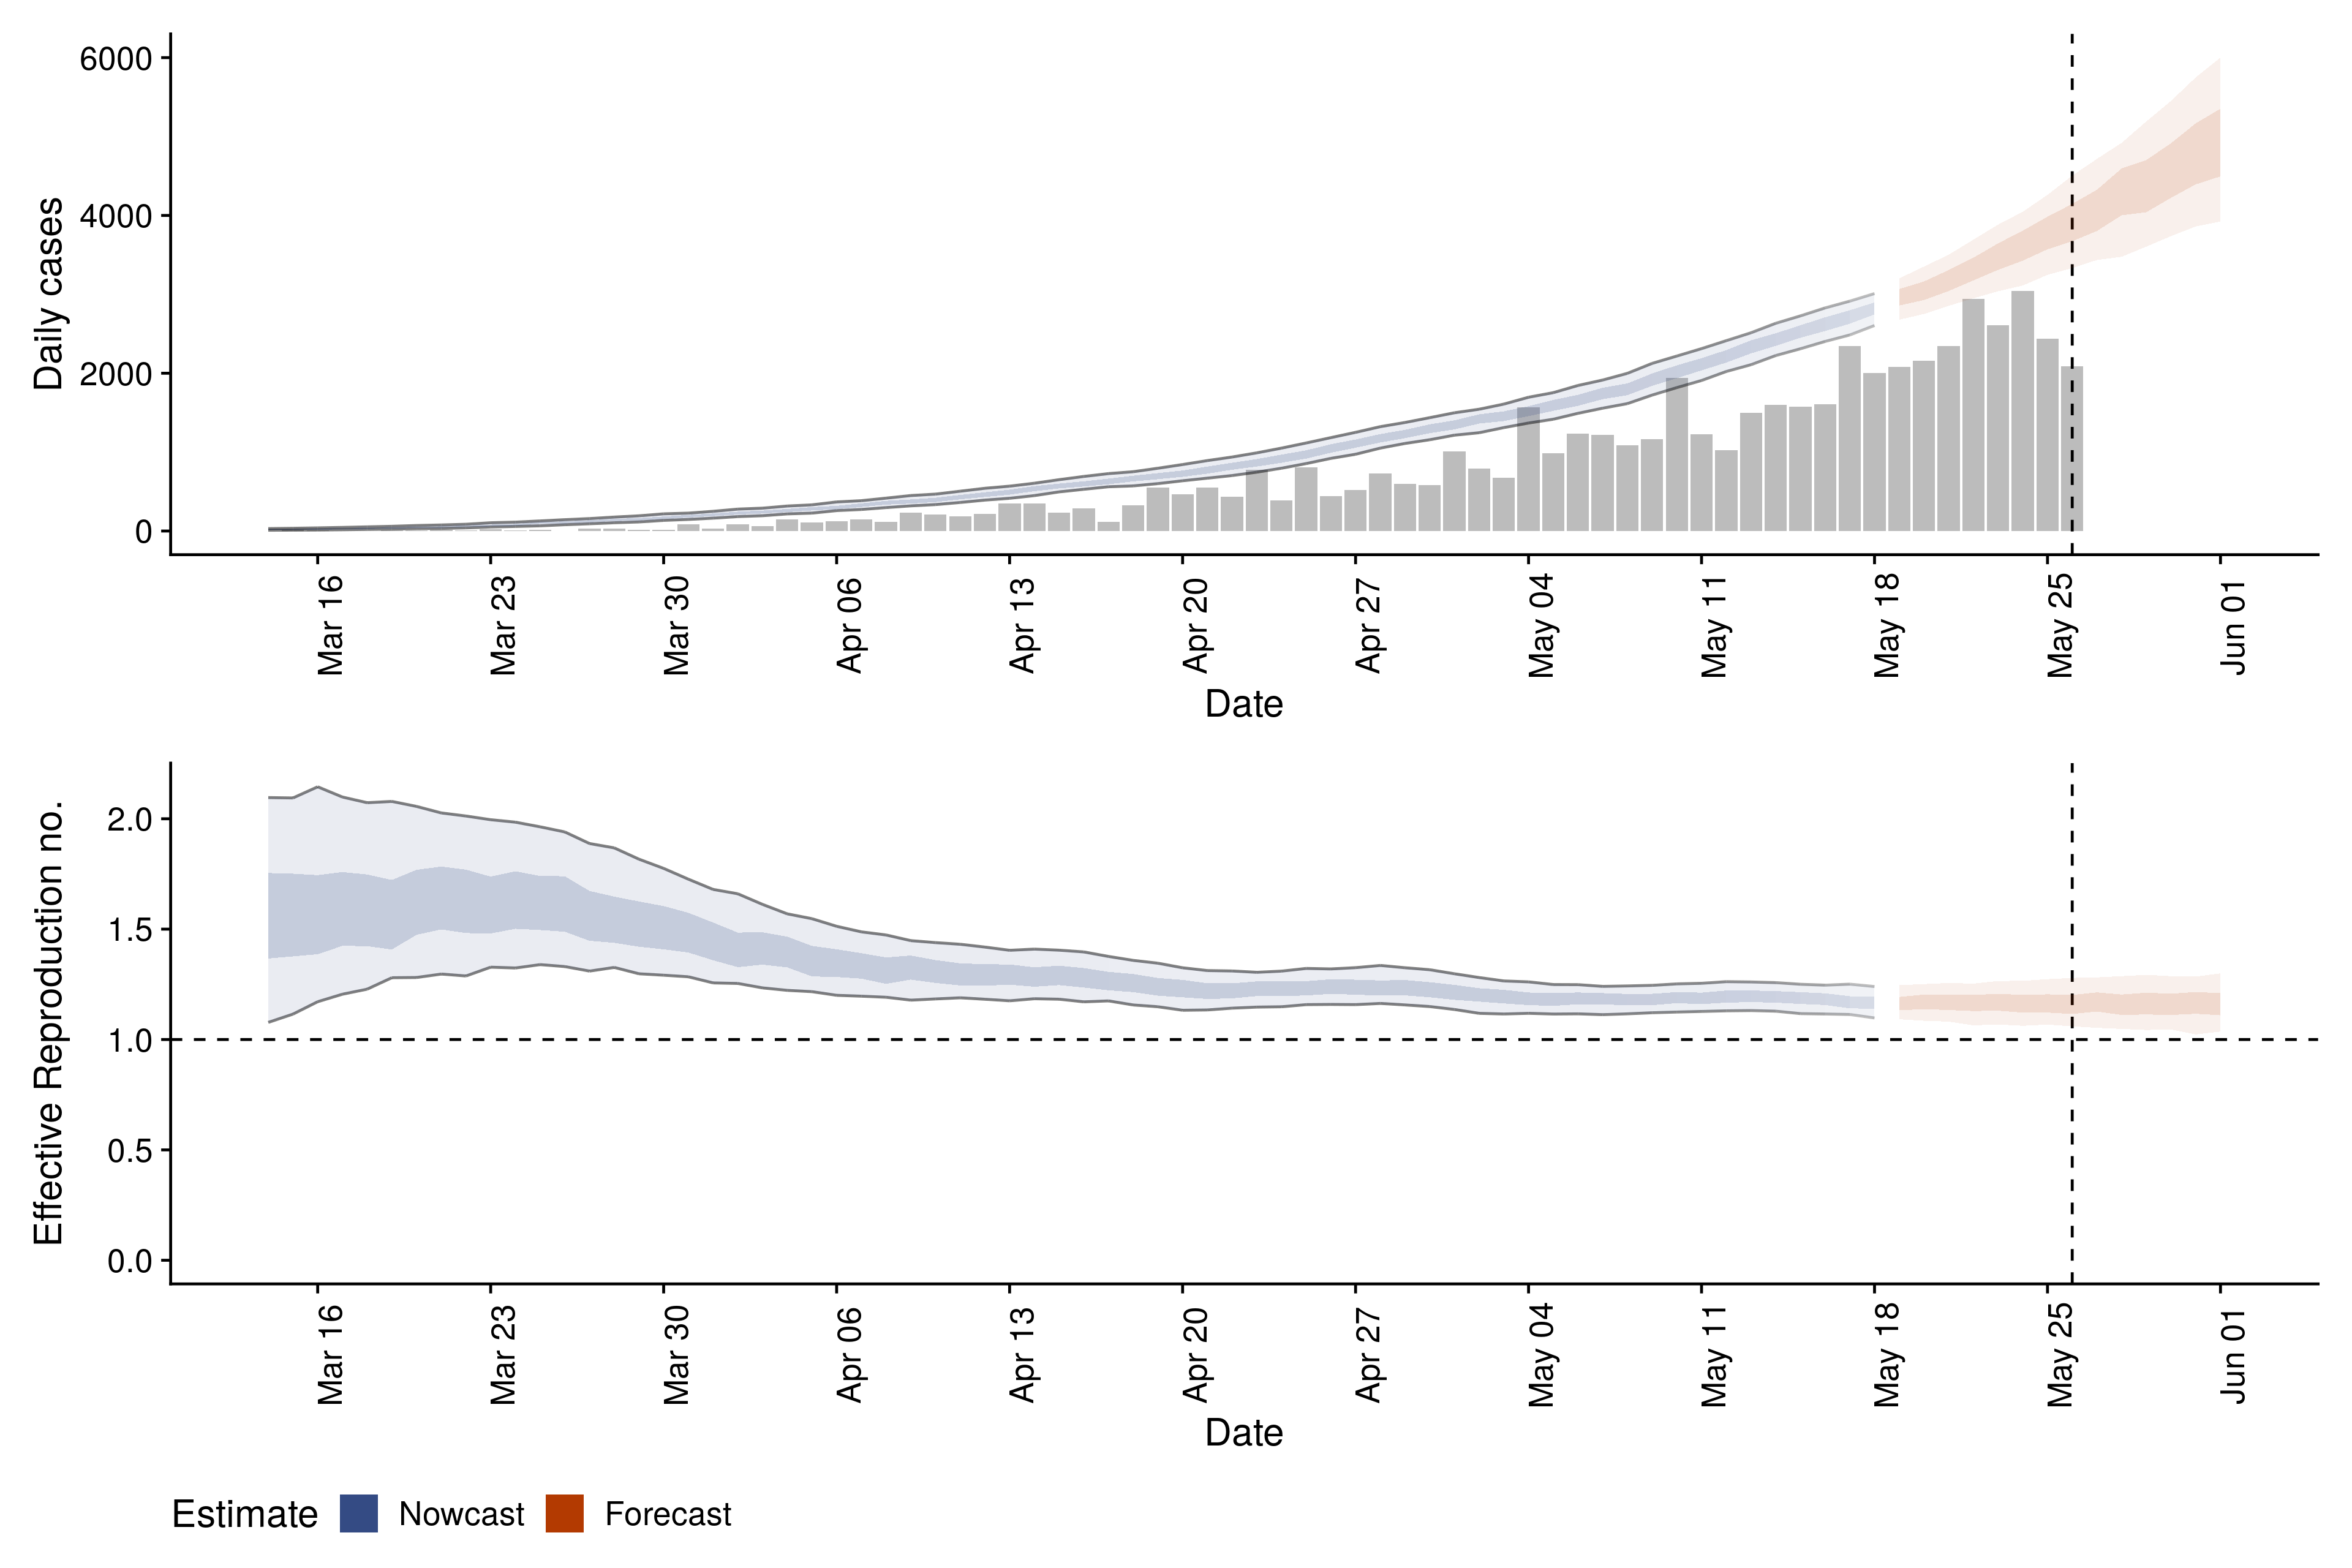 6000
4000
2000
0
Daily cases
Mar 16
Mar 23
Mar 30
Apr 06
Apr 13
Apr 20
Apr 27
May 04
May 11
May 18
May 25
Jun 01
Date
2.0
1.5
1.0
0.5
0.0
Effective Reproduction no.
Mar 16
Mar 23
Mar 30
Apr 06
Apr 13
Apr 20
Apr 27
May 04
May 11
May 18
May 25
Jun 01
Date
Estimate Nowcast Forecast